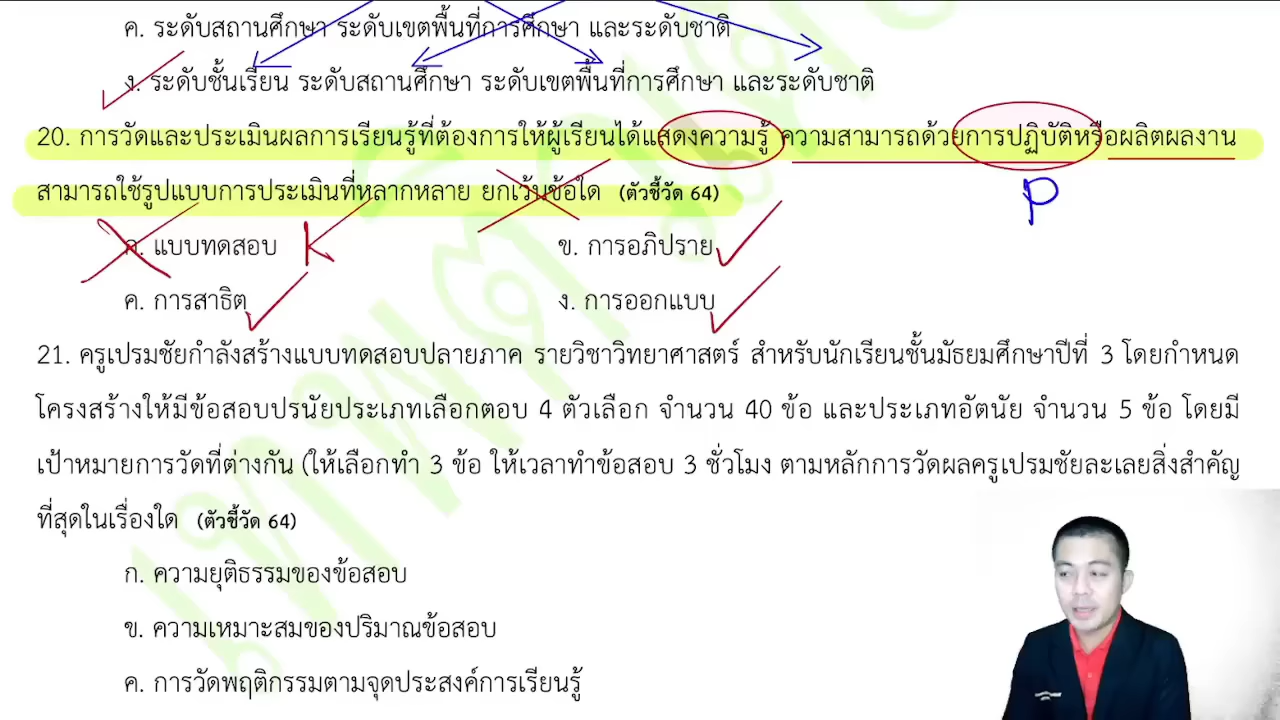 ค. ระดับสถานศึกษา ระดับเขตพื้นที่การศึกษา และระดับชาติ
ง. ระดับชั้นเรียน ระดับสถานศึกษา ระดับเขตพื้นที่การศึกษา และระดับชาติ
20. การวัดและประเมินผลการเรียนรู้ที่ต้องการให้ผู้เรียนได้แสดงความรู้ ความสามารถด้วยการปฏิบัติหรือผลิตผลงาน
สามารถใช้รูปแบบการประเมินที่หลากหลาย ยกเว้นข้อใด (ตัวชี้วัด 64)
P
ก. แบบทดสอบ K ข. การอภิปราย
ค. การสาธิต ง. การออกแบบ
21. ครูเปรมชัยกำลังสร้างแบบทดสอบปลายภาค รายวิชาวิทยาศาสตร์ สำหรับนักเรียนชั้นมัธยมศึกษาปีที่ 3 โดยกำหนด
โครงสร้างให้มีข้อสอบปรนัยประเภทเลือกตอบ 4 ตัวเลือก จำนวน 40 ข้อ และประเภทอัตนัย จำนวน 5 ข้อ โดยมี
เป้าหมายการวัดที่ต่างกัน (ให้เลือกทำ 3 ข้อ ให้เวลาทำข้อสอบ 3 ชั่วโมง ตามหลักการวัดผลครูเปรมชัยละเลยสิ่งสำคัญ
ที่สุดในเรื่องใด (ตัวชี้วัด 64)
ก. ความยุติธรรมของข้อสอบ
ข. ความเหมาะสมของปริมาณข้อสอบ
ค. การวัดพฤติกรรมตามจุดประสงค์การเรียนรู้